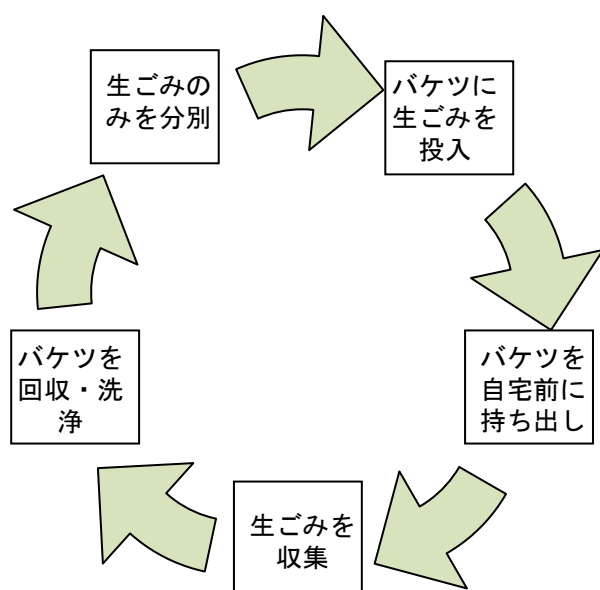 生ごみの
みを分別
バケツに
生ごみを
投入
バケツを
自宅前に
持ち出し
生ごみを
収集
バケツを
回収・洗
浄